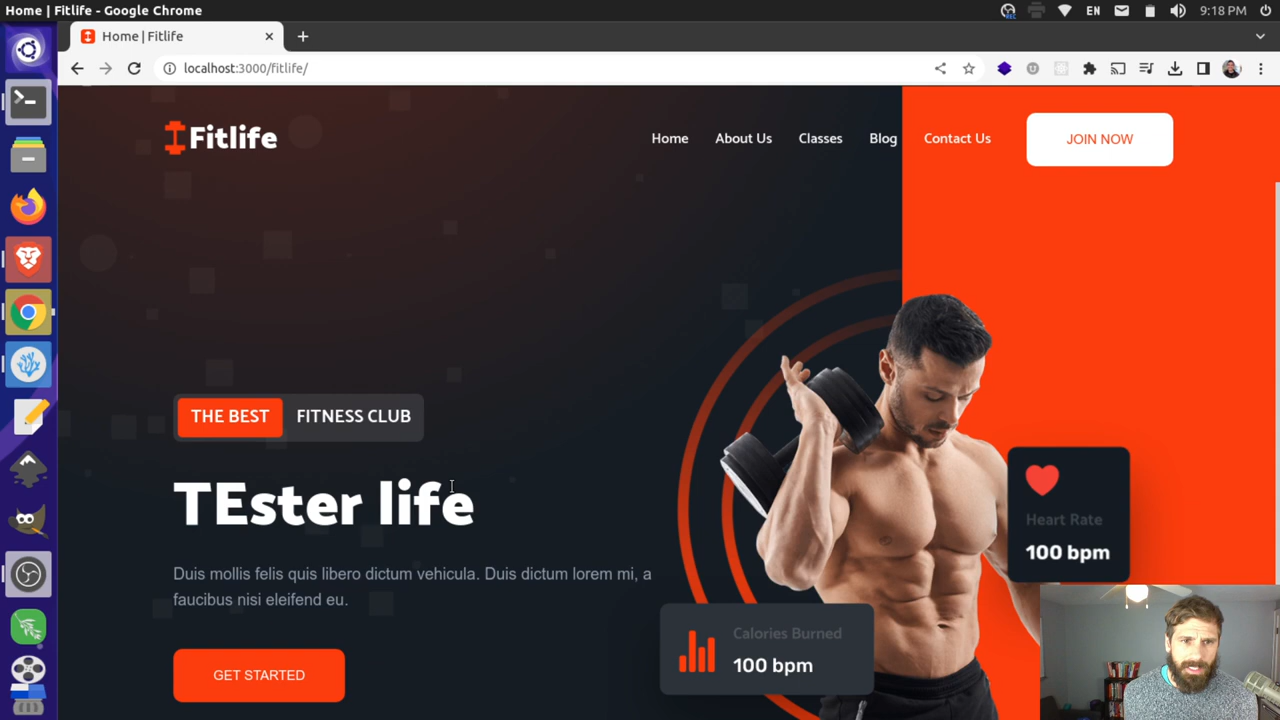 Home | Fitlife - Google Chrome
REC
EN
9:18 PM
Home | Fitlife
localhost:3000/fitlife/
Fitlife
Home
About Us
Classes
Blog
Contact Us
JOIN NOW
THE BEST FITNESS CLUB
TEster life
Duis mollis felis quis libero dictum vehicula. Duis dictum lorem mi, a
faucibus nisi eleifend eu.
GET STARTED
Heart Rate
100 bpm
Calories Burned
100 bpm